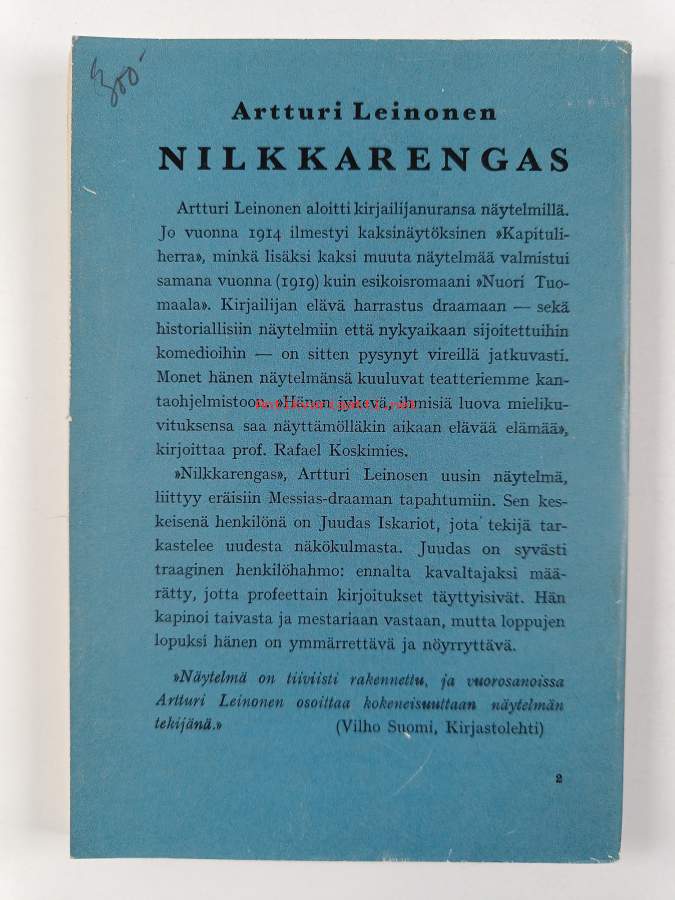 300-
Artturi Leinonen
NILKKARENGAS
Artturi Leinonen aloitti kirjailijanuransa näytelmillä.
Jo vuonna 1914 ilmestyi kaksinäytöksinen »Kapituli-
herra», minkä lisäksi kaksi muuta näytelmää valmistui
samana vuonna (1919) kuin esikoisromaani »Nuori Tuo-
maala». Kirjailijan elävä harrastus draamaan — sekä
historiallisiin näytelmiin että nykyaikaan sijoitettuihin
komedioihin — on sitten pysynyt vireillä jatkuvasti.
Monet hänen näytelmänsä kuuluvat teatteriemme kan-
taohjelmistoon. »Hänen jykevä, ihmisiä luova mieliku-
vituksensa saa näyttämölläkin aikaan elävää elämää»,
kirjoittaa prof. Rafael Koskimies.
»Nilkkarengas», Artturi Leinosen uusin näytelmä,
liittyy eräisiin Messias-draaman tapahtumiin. Sen kes-
keisenä henkilönä on Juudas Iskariot, jota tekijä tar-
kastelee uudesta näkökulmasta. Juudas on syvästi
traaginen henkilöhahmo: ennalta kavaltajaksi mää-
rätty, jotta profeettain kirjoitukset täyttyisivät. Hän
kapinoi taivasta ja mestariaan vastaan, mutta loppujen
lopuksi hänen on ymmärrettävä ja nöyrryttävä.
»Näytelmä on tiiviisti rakennettu, ja vuorosanoissa
Artturi Leinonen osoittaa kokeneisuuttaan näytelmän
tekijänä.» (Vilho Suomi, Kirjastolehti)
2